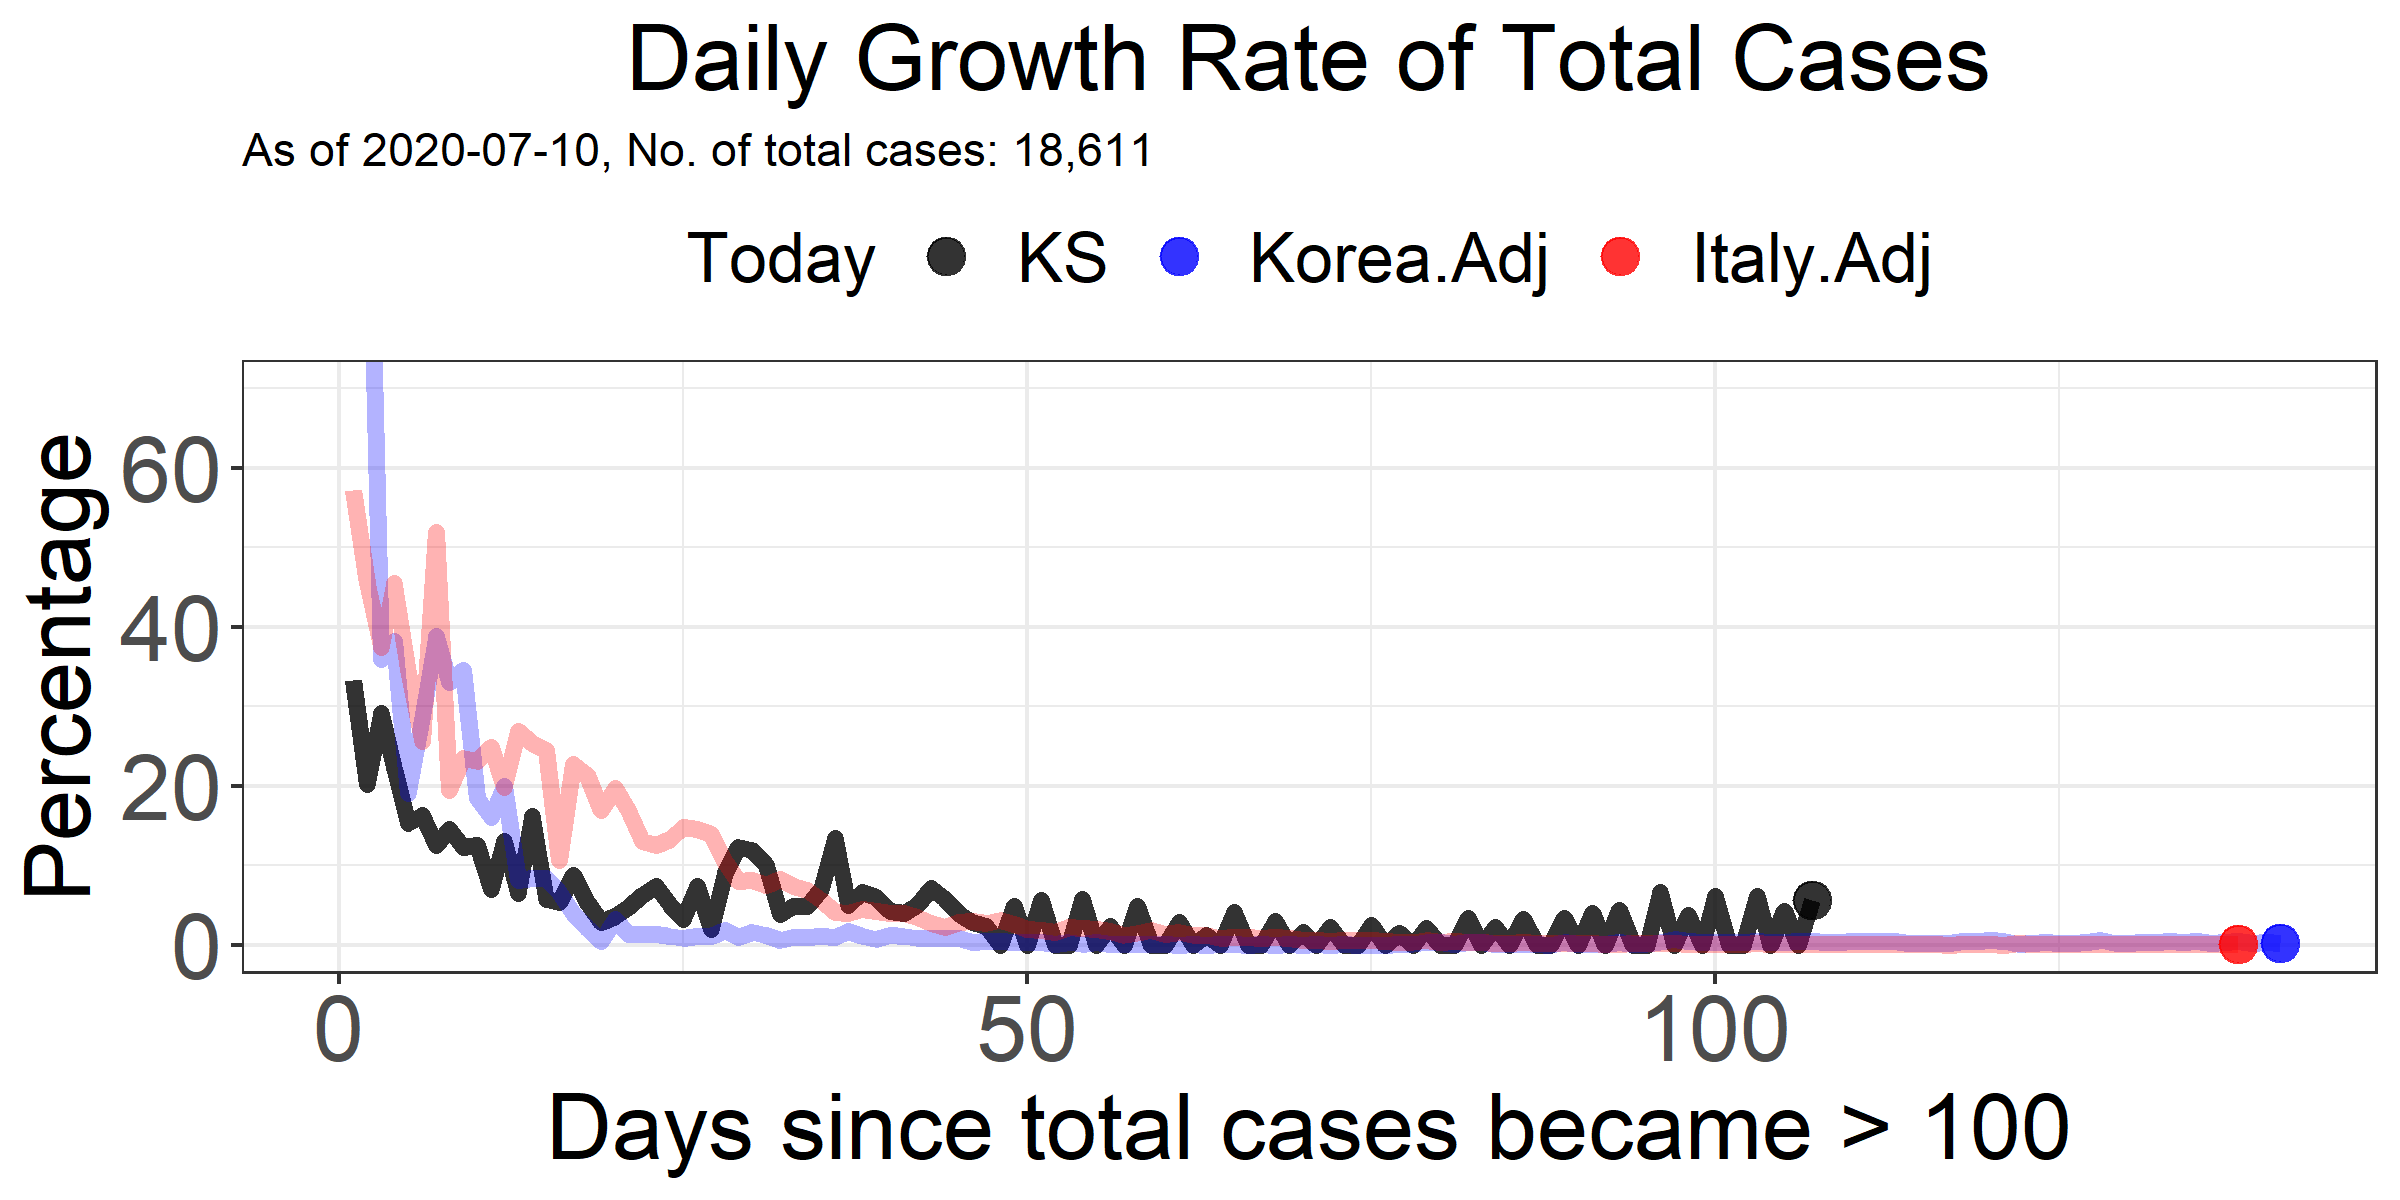 Daily Growth Rate of Total Cases
As of 2020-07-10, No. of total cases: 18,611
Today KS Korea.Adj Italy.Adj
Percentage
60
40
20
0
0 50 100
Days since total cases became > 100